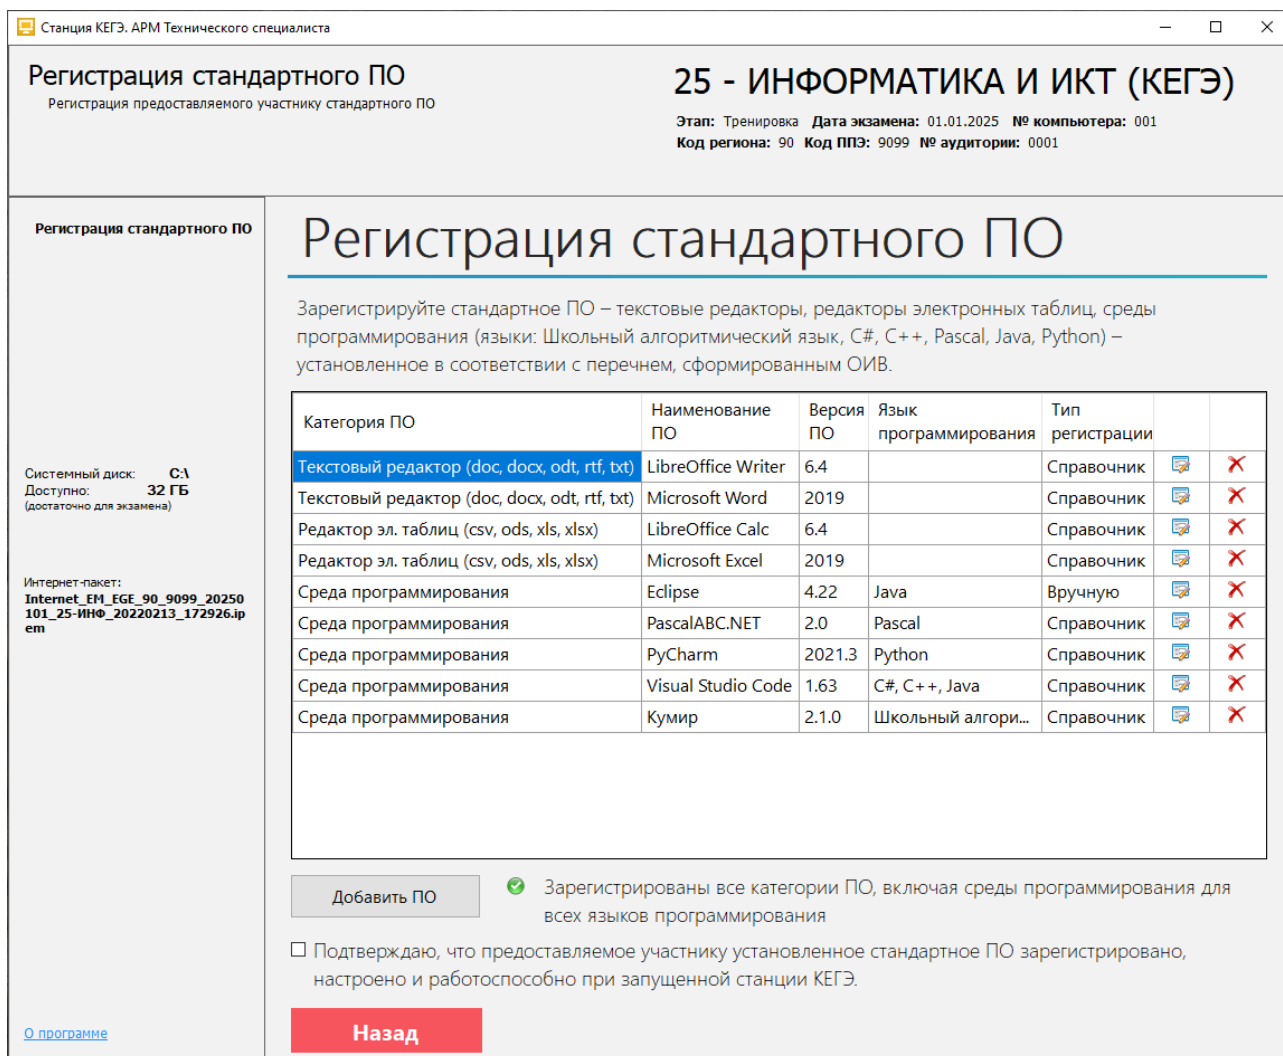 Станция КЕГЭ. АРМ Технического специалиста
Регистрация стандартного ПО
Регистрация предоставляемого участнику стандартного ПО
25 - ИНФОРМАТИКА И ИКТ (КЕГЭ)
Этап: Тренировка Дата экзамена: 01.01.2025 № компьютера: 001
Код региона: 90 Код ППЭ: 9099 № аудитории: 0001
Регистрация стандартного ПО
Системный диск: C:\
Доступно: 32 ГБ
(достаточно для экзамена)
Интернет-пакет:
Internet_EM_EGE_90_9099_20250
101_25-ИНФ_20220213_172926.ip
em
О программе
Регистрация стандартного ПО
Зарегистрируйте стандартное ПО – текстовые редакторы, редакторы электронных таблиц, среды
программирования (языки: Школьный алгоритмический язык, C#, C++, Pascal, Java, Python) –
установленное в соответствии с перечнем, сформированным ОИВ.
Категория ПО Наименование ПО Версия ПО Язык программирования Тип регистрации
Текстовый редактор (doc, docx, odt, rtf, txt) LibreOffice Writer 6.4 Справочник
Текстовый редактор (doc, docx, odt, rtf, txt) Microsoft Word 2019 Справочник
Редактор эл. таблиц (csv, ods, xls, xlsx) LibreOffice Calc 6.4 Справочник
Редактор эл. таблиц (csv, ods, xls, xlsx) Microsoft Excel 2019 Справочник
Среда программирования Eclipse 4.22 Java Вручную
Среда программирования PascalABC.NET 2.0 Pascal Справочник
Среда программирования PyCharm 2021.3 Python Справочник
Среда программирования Visual Studio Code 1.63 C#, C++, Java Справочник
Среда программирования Кумир 2.1.0 Школьный алгори... Справочник
Добавить ПО
Зарегистрированы все категории ПО, включая среды программирования для
всех языков программирования
Подтверждаю, что предоставляемое участнику установленное стандартное ПО зарегистрировано,
настроено и работоспособно при запущенной станции КЕГЭ.
Назад